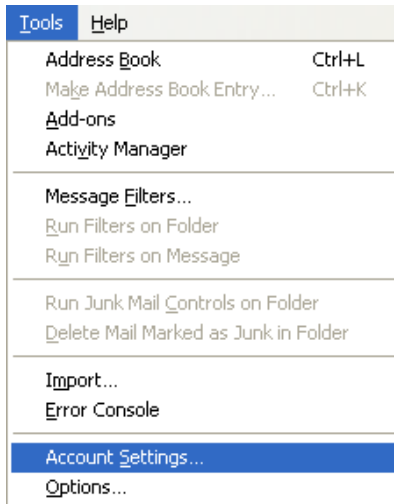 Tools Help
Address Book Ctrl+L
Make Address Book Entry... Ctrl+K
Add-ons
Activity Manager
Message Filters...
Run Filters on Folder
Run Filters on Message
Run Junk Mail Controls on Folder
Delete Mail Marked as Junk in Folder
Import...
Error Console
Account Settings...
Options...